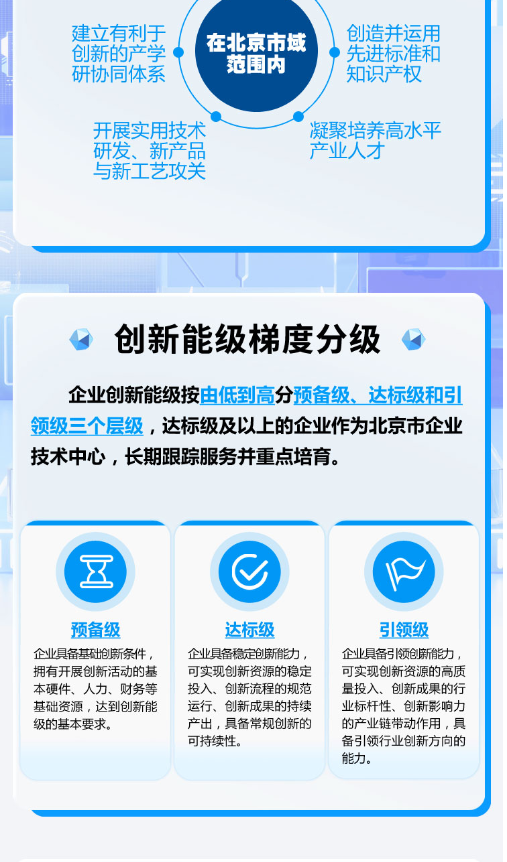 建立有利于
创新的产学
研协同体系
在北京市域
范围内
创造并运用
先进标准和
知识产权
开展实用技术
研发、新产品
与新工艺攻关
凝聚培养高水平
产业人才
创新能级梯度分级
企业创新能级按由低到高分预备级、达标级和引
领级三个层级，达标级及以上的企业作为北京市企业
技术中心，长期跟踪服务并重点培育。
预备级
企业具备基础创新条件，
拥有开展创新活动的基
本硬件、人力、财务等
基础资源，达到创新能
级的基本要求。
达标级
企业具备稳定创新能力，
可实现创新资源的稳定
投入、创新流程的规范
运行、创新成果的持续
产出，具备常规创新的
可持续性。
引领级
企业具备引领创新能力，
可实现创新资源的高质
量投入、创新成果的行
业标杆性、创新影响力
的产业链带动作用，具
备引领行业创新方向的
能力。